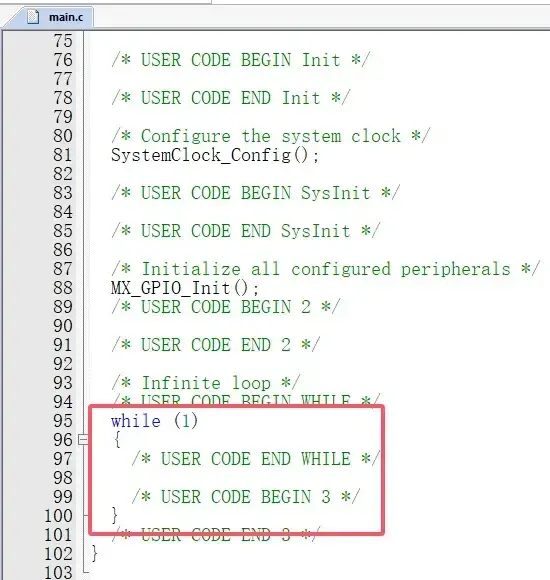 main.c
75
76 /* USER CODE BEGIN Init */
77
78 /* USER CODE END Init */
79
80 /* Configure the system clock */
81 SystemClock_Config();
82
83 /* USER CODE BEGIN SysInit */
84
85 /* USER CODE END SysInit */
86
87 /* Initialize all configured peripherals */
88 MX_GPIO_Init();
89 /* USER CODE BEGIN 2 */
90
91 /* USER CODE END 2 */
92
93 /* Infinite loop */
94 /* USER CODE BEGIN WHILE */
95 while (1)
96 {
97 /* USER CODE END WHILE */
98
99 /* USER CODE BEGIN 3 */
100 }
101 /* USER CODE END 3 */
102 }
103